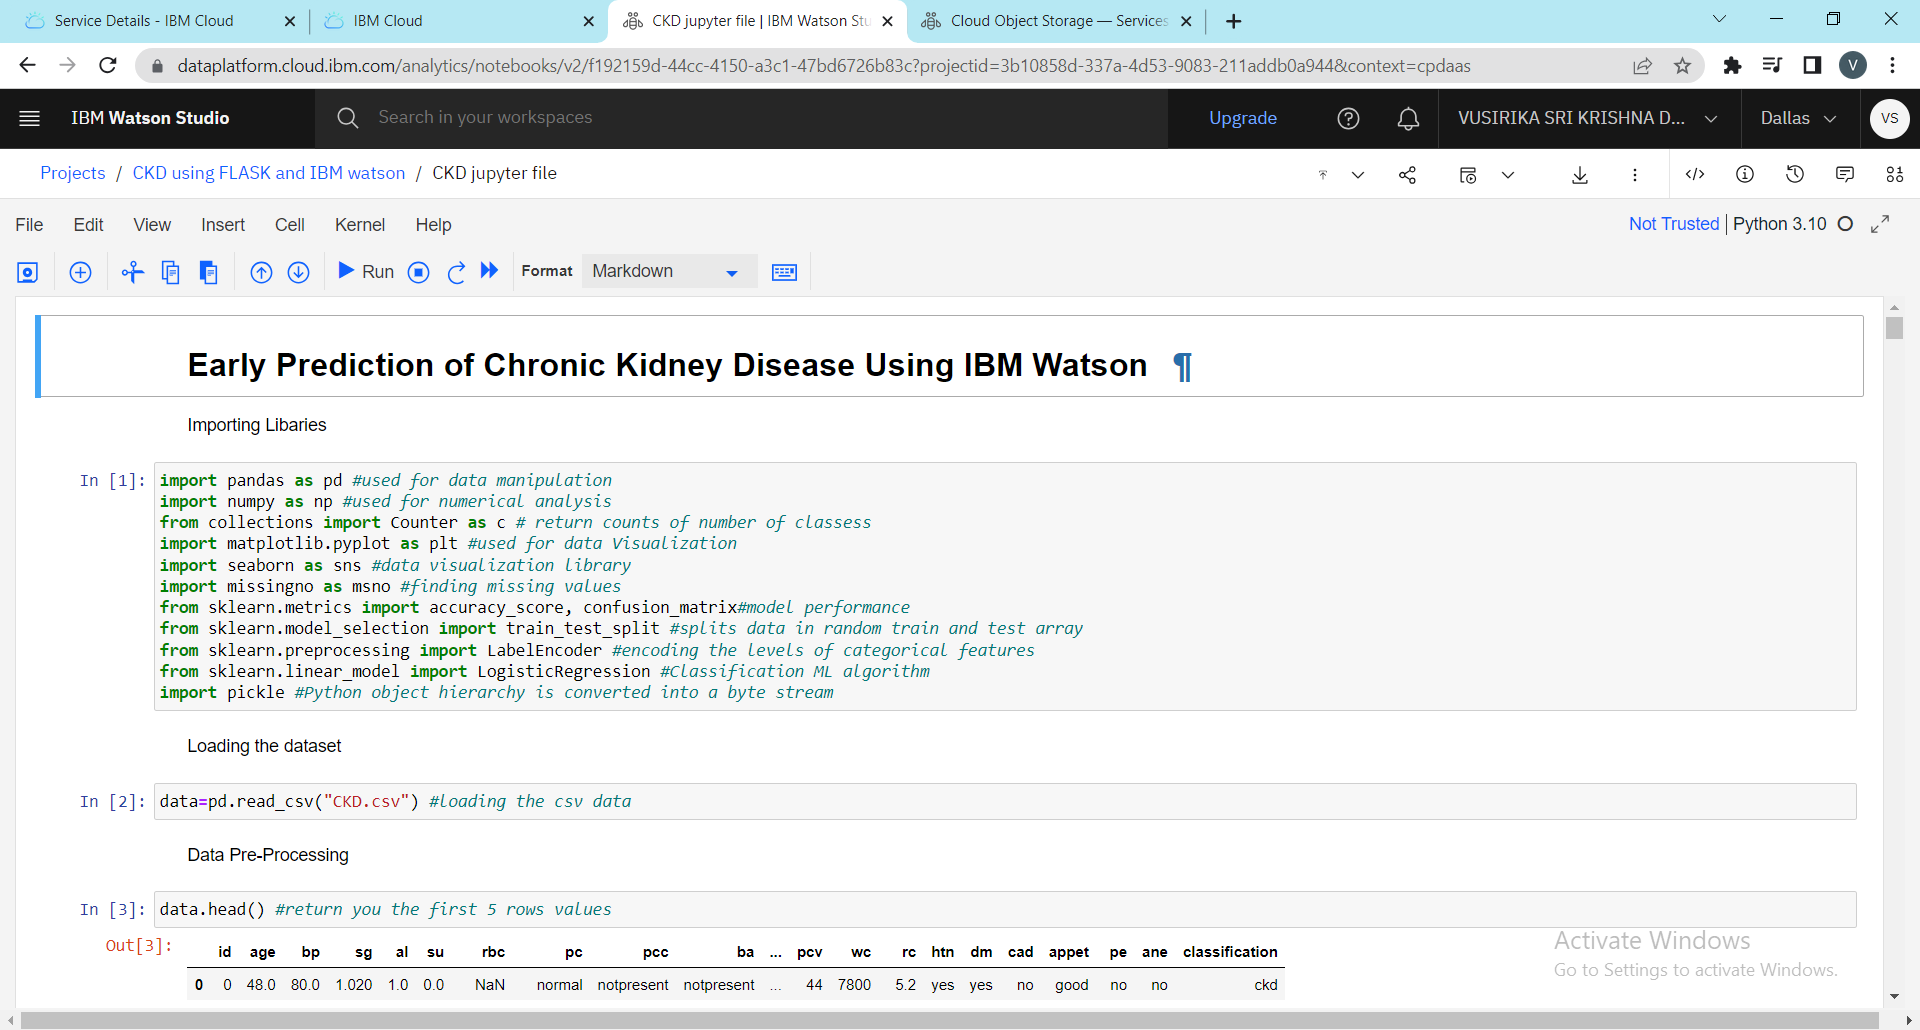 Service Details - IBM Cloud
IBM Cloud
CKD jupyter file | IBM Watson Stu
Cloud Object Storage — Services
dataplatform.cloud.ibm.com/analytics/notebooks/v2/f192159d-44cc-4150-a3c1-47bd6726b83c?projectid=3b10858d-337a-4d53-9083-211addb0a944&context=cpdaas
V
IBM Watson Studio
Search in your workspaces
Upgrade
VUSIRIKA SRI KRISHNA D...
Dallas
VS
Projects / CKD using FLASK and IBM watson / CKD jupyter file
File Edit View Insert Cell Kernel Help
Not Trusted | Python 3.10
Run
Format
Markdown
Early Prediction of Chronic Kidney Disease Using IBM Watson ¶
Importing Libaries
In [1]:
import pandas as pd #used for data manipulation
import numpy as np #used for numerical analysis
from collections import Counter as c # return counts of number of classess
import matplotlib.pyplot as plt #used for data Visualization
import seaborn as sns #data visualization library
import missingno as msno #finding missing values
from sklearn.metrics import accuracy_score, confusion_matrix#model performance
from sklearn.model_selection import train_test_split #splits data in random train and test array
from sklearn.preprocessing import LabelEncoder #encoding the levels of categorical features
from sklearn.linear_model import LogisticRegression #Classification ML algorithm
import pickle #Python object hierarchy is converted into a byte stream
Loading the dataset
In [2]: data=pd.read_csv("CKD.csv") #loading the csv data
Data Pre-Processing
In [3]: data.head() #return you the first 5 rows values
Out[3]:
id age bp sg al su rbc pc pcc ba ... pcv wc rc htn dm cad appet pe ane classification
0 0 48.0 80.0 1.020 1.0 0.0 NaN normal notpresent notpresent ... 44 7800 5.2 yes yes no good no no ckd
Activate Windows
Go to Settings to activate Windows.